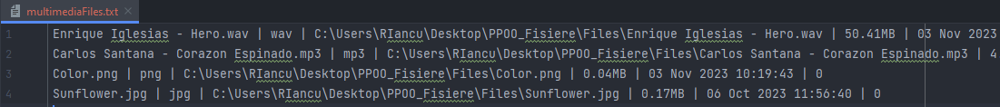 multimediaFiles.txt
1 Enrique Iglesias - Hero.wav | wav | C:\Users\RIancu\Desktop\PPOO_Fisiere\Files\Enrique Iglesias - Hero.wav | 50.41MB | 03 Nov 2023
2 Carlos Santana - Corazon Espinado.mp3 | mp3 | C:\Users\RIancu\Desktop\PPOO_Fisiere\Files\Carlos Santana - Corazon Espinado.mp3 | 4
3 Color.png | png | C:\Users\RIancu\Desktop\PPOO_Fisiere\Files\Color.png | 0.04MB | 03 Nov 2023 10:19:43 | 0
4 Sunflower.jpg | jpg | C:\Users\RIancu\Desktop\PPOO_Fisiere\Files\Sunflower.jpg | 0.17MB | 06 Oct 2023 11:56:40 | 0